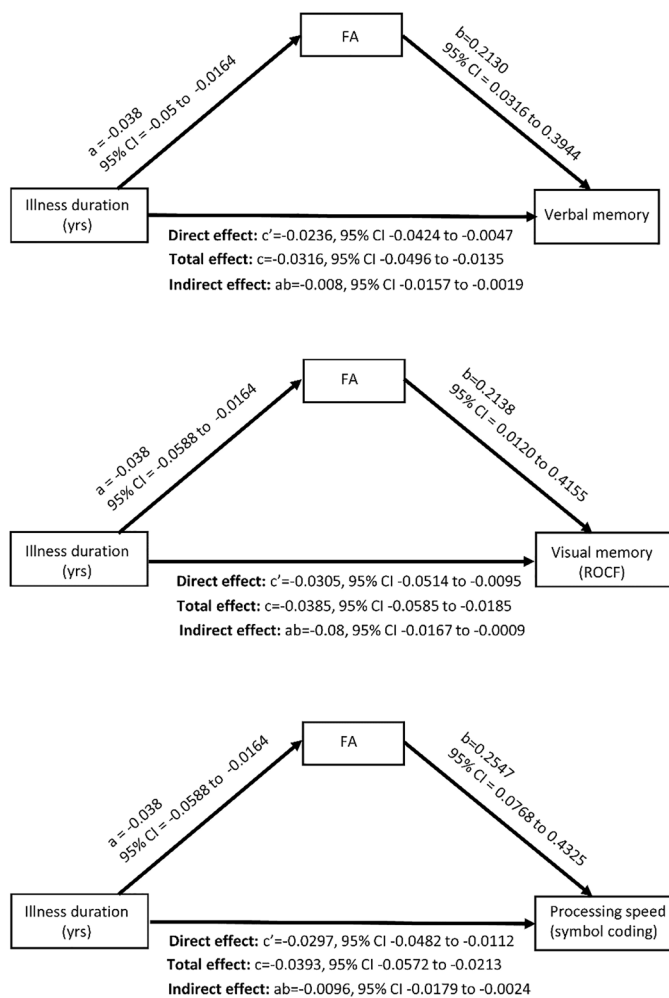 FA
a = -0.038
95% CI = -0.05 to -0.0164
b=0.2130
95% CI = 0.0316 to 0.3944
Illness duration
(yrs)
Verbal memory
Direct effect: c’=-0.0236, 95% CI -0.0424 to -0.0047
Total effect: c=-0.0316, 95% CI -0.0496 to -0.0135
Indirect effect: ab=-0.008, 95% CI -0.0157 to -0.0019
FA
a = -0.038
95% CI = -0.0588 to -0.0164
b=0.2138
95% CI = 0.0120 to 0.4155
Illness duration
(yrs)
Visual memory
(ROCF)
Direct effect: c’=-0.0305, 95% CI -0.0514 to -0.0095
Total effect: c=-0.0385, 95% CI -0.0585 to -0.0185
Indirect effect: ab=-0.08, 95% CI -0.0167 to -0.0009
FA
a = -0.038
95% CI = -0.0588 to -0.0164
b=0.2547
95% CI = 0.0768 to 0.4325
Illness duration
(yrs)
Processing speed
(symbol coding)
Direct effect: c’=-0.0297, 95% CI -0.0482 to -0.0112
Total effect: c=-0.0393, 95% CI -0.0572 to -0.0213
Indirect effect: ab=-0.0096, 95% CI -0.0179 to -0.0024